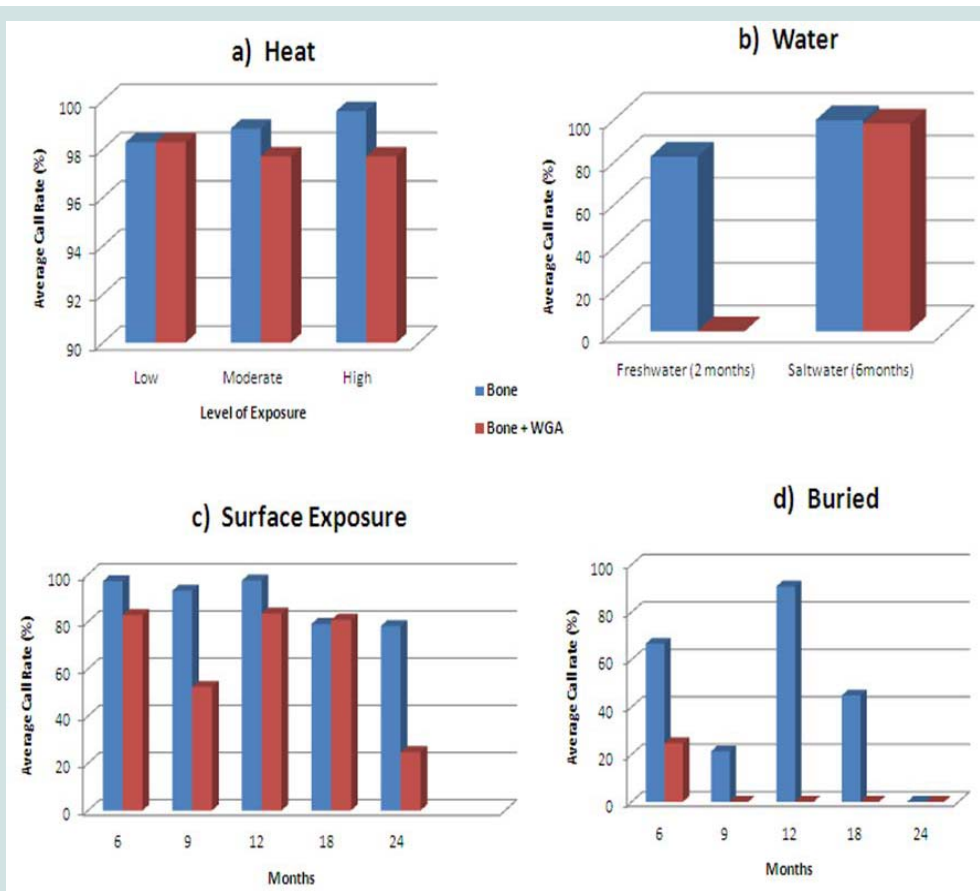 a) Heat
Average Call Rate (%)
100
98
96
94
92
90
Low Moderate High
Level of Exposure
b) Water
Average Call rate (%)
100
80
60
40
20
0
Freshwater (2 months) Saltwater (6months)
Bone
Bone + WGA
c) Surface Exposure
Average Call Rate (%)
100
80
60
40
20
0
6 9 12 18 24
Months
d) Buried
Average Call rate (%)
100
80
60
40
20
0
6 9 12 18 24
Months